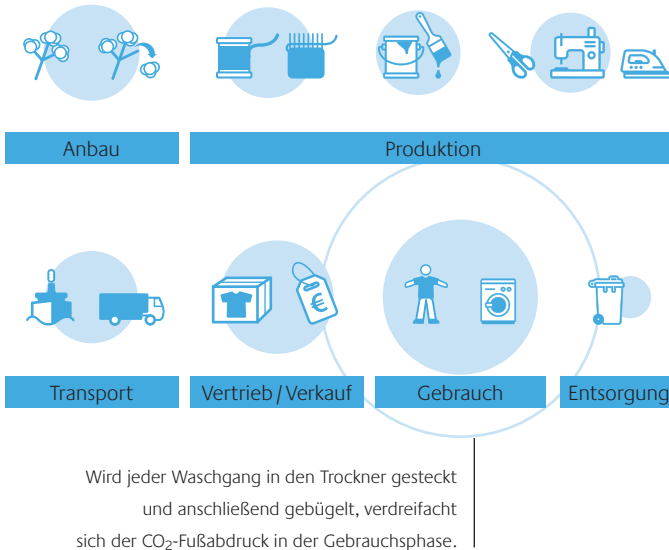 Anbau
Produktion
€
Transport
Vertrieb / Verkauf
Gebrauch
Entsorgung
Wird jeder Waschgang in den Trockner gesteckt
und anschließend gebügelt, verdreifacht
sich der CO₂-Fußabdruck in der Gebrauchsphase.